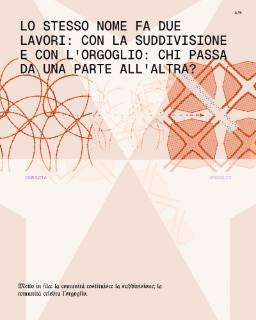 LO STESSO NOME FA DUE
LAVORI: CON LA SUDDIVISIONE
E CON L'ORGOGLIO: CHI PASSA
DA UNA PARTE ALL'ALTRA?
Metto in fila: la comunità costituisce la suddivisione; la
comunità celebra l'orgoglio.